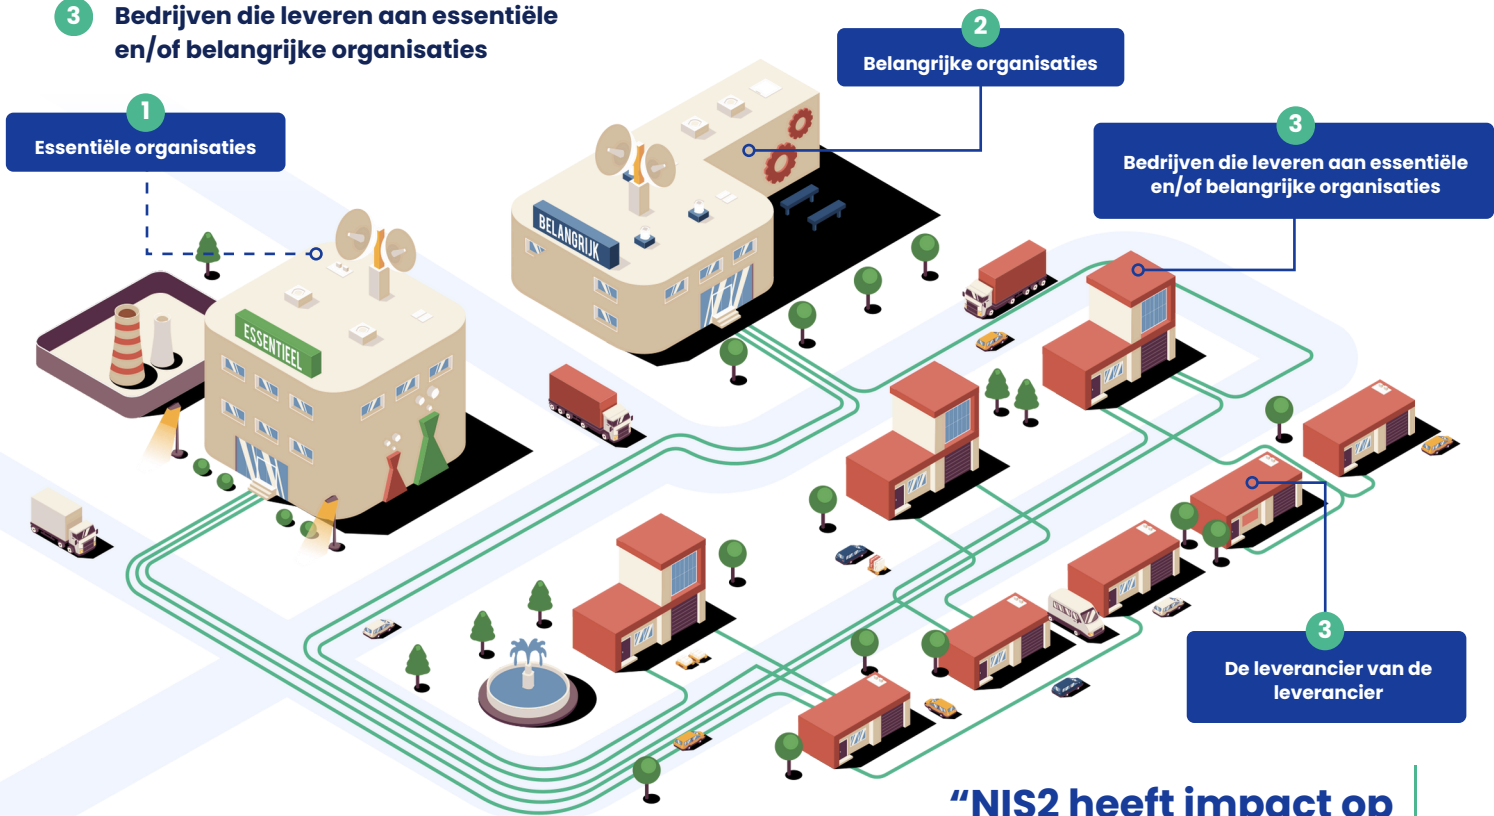 3
Bedrijven die leveren aan essentiële
en/of belangrijke organisaties
2
Belangrijke organisaties
1
Essentiële organisaties
3
Bedrijven die leveren aan essentiële
en/of belangrijke organisaties
BELANGRIJK
ESSENTIEEL
3
De leverancier van de
leverancier
“NIS2 heeft impact op